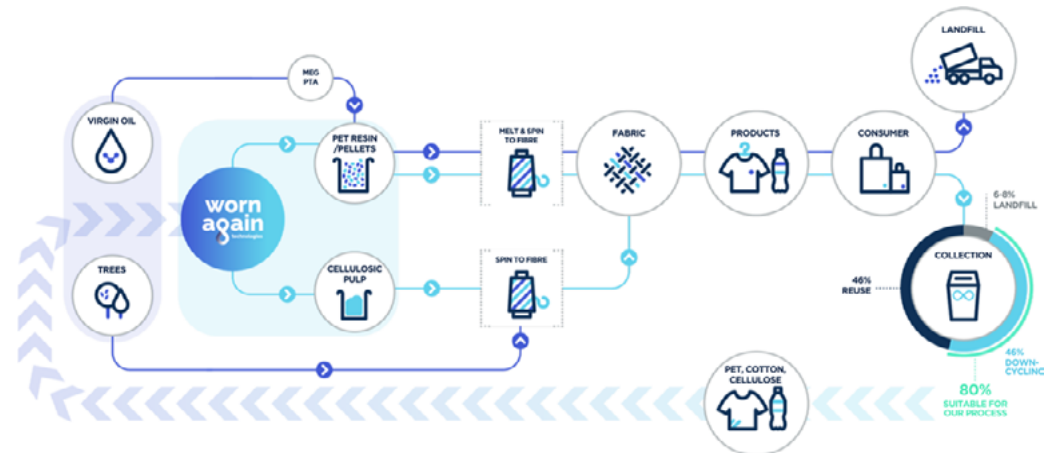 LANDFILL
MEG
PTA
VIRGIN OIL
PET RESIN
/PELLETS
MELT & SPIN
TO FIBRE
FABRIC
PRODUCTS
?
CONSUMER
6-8%
LANDFILL
worn
again
technologies
TREES
CELLULOSIC
PULP
SPIN TO FIBRE
COLLECTION
46%
REUSE
46%
DOWN-
CYCLING
PET, COTTON,
CELLULOSE
80%
SUITABLE FOR
OUR PROCESS